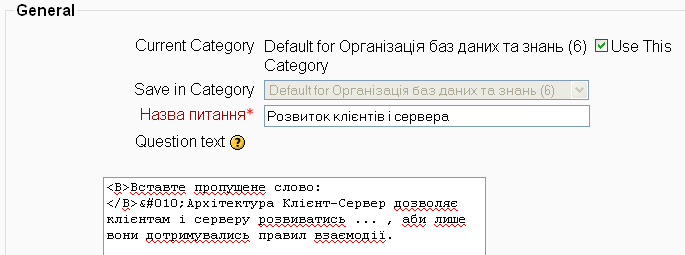 General
Current Category Default for Організація баз даних та знань (6) Use This
Category
Save in Category Default for Організація баз даних та знань (6)
Назва питання* Розвиток клієнтів і сервера
Question text ?
<B>Вставте пропущене слово:
</B>&#010;Архітектура Клієнт-Сервер дозволяє
клієнтам і серверу розвиватись ... , аби лише
вони дотримувались правил взаємодії.